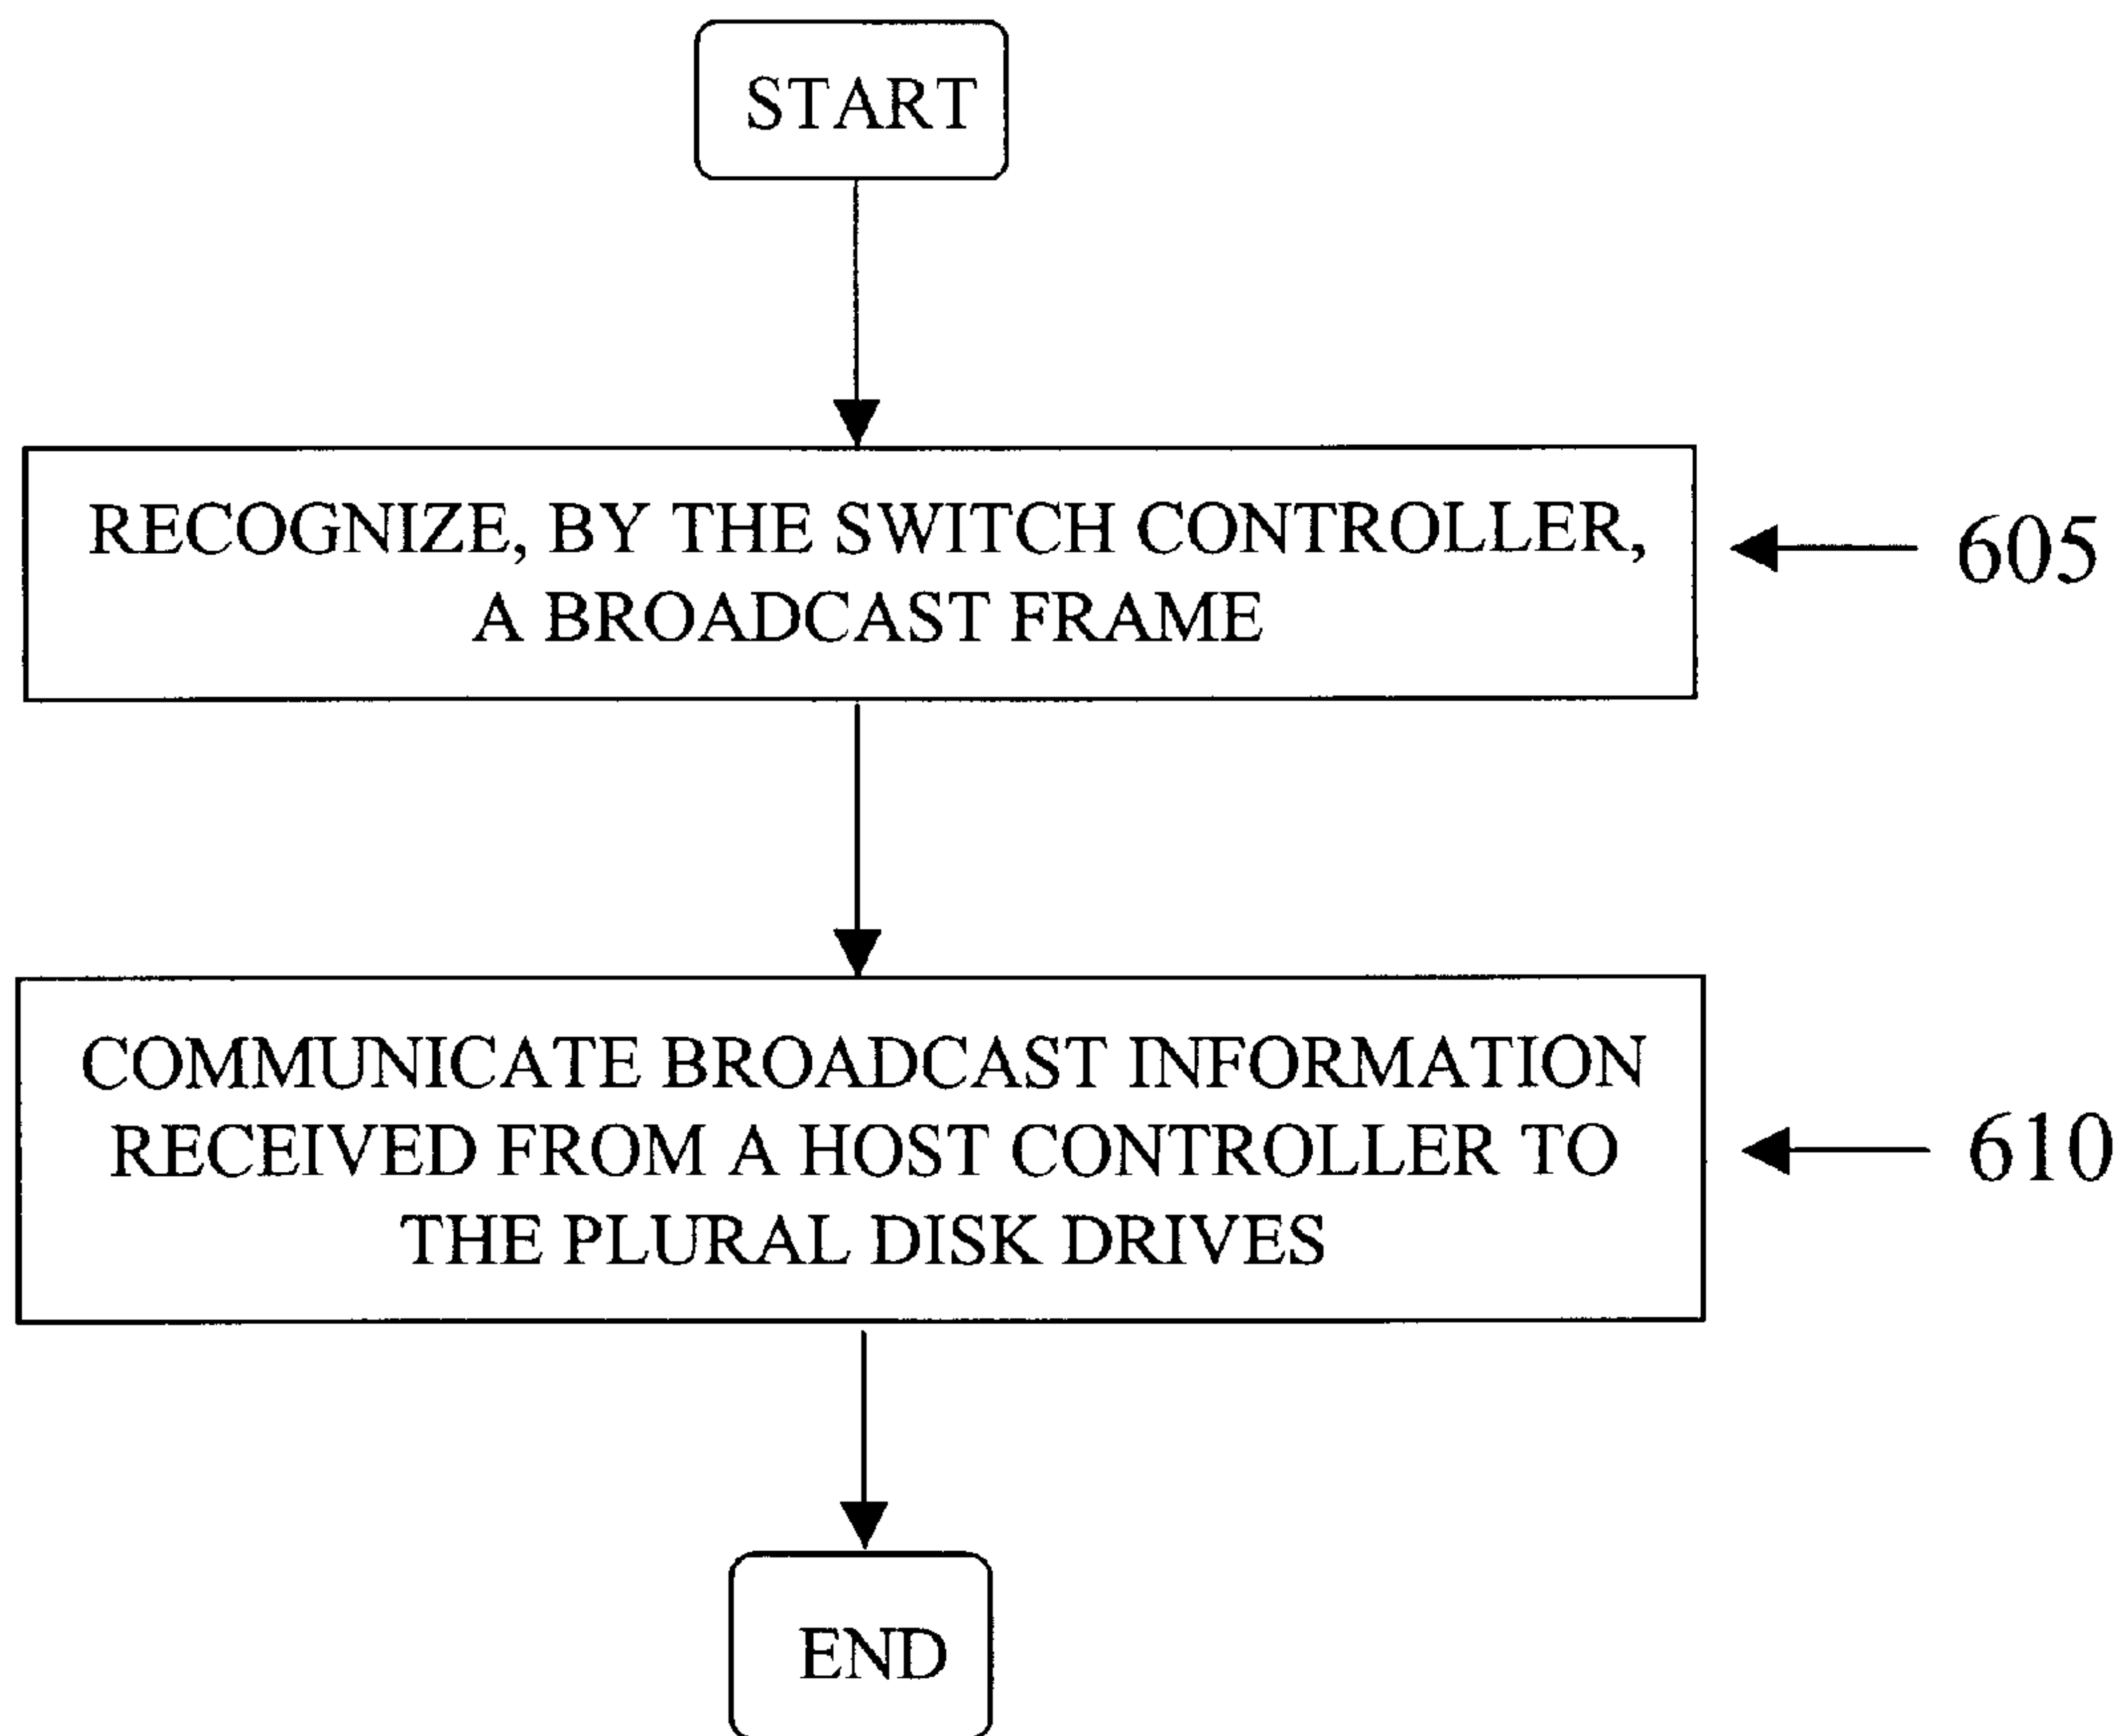 START
RECOGNIZE, BY THE SWITCH CONTROLLER,
A BROADCAST FRAME
605
COMMUNICATE BROADCAST INFORMATION
RECEIVED FROM A HOST CONTROLLER TO
THE PLURAL DISK DRIVES
610
END